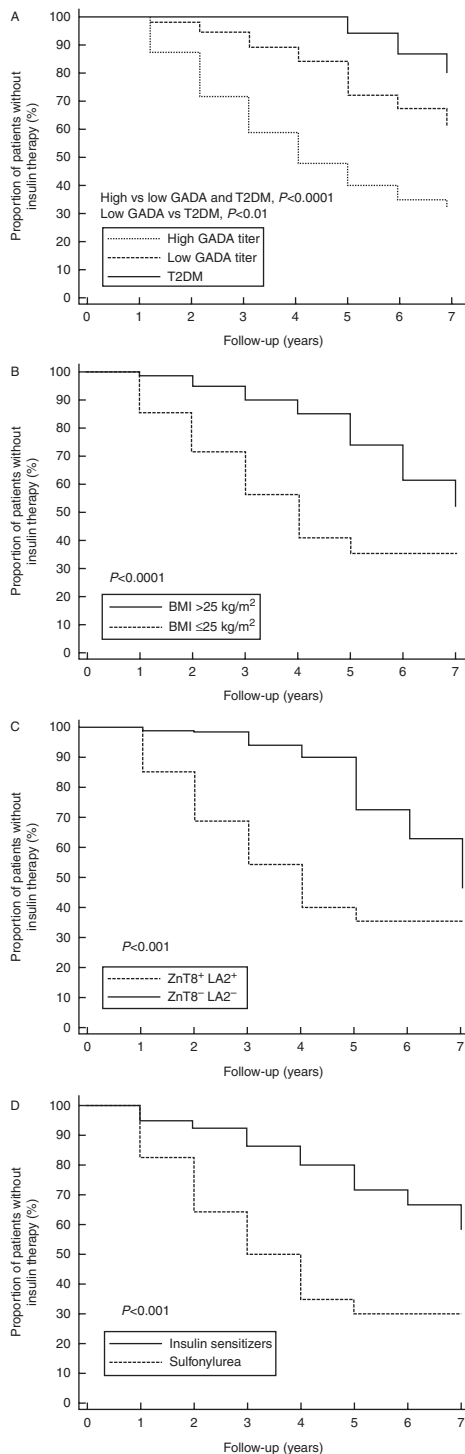 A
Proportion of patients without
insulin therapy (%)
100
90
80
70
60
50
40
30
20
10
0
High vs low GADA and T2DM, P<0.0001
Low GADA vs T2DM, P<0.01
High GADA titer
Low GADA titer
T2DM
0 1 2 3 4 5 6 7
Follow-up (years)
B
Proportion of patients without
insulin therapy (%)
100
90
80
70
60
50
40
30
20
10
0
P<0.0001
BMI >25 kg/m²
BMI ≤25 kg/m²
0 1 2 3 4 5 6 7
Follow-up (years)
C
Proportion of patients without
insulin therapy (%)
100
90
80
70
60
50
40
30
20
10
0
P<0.001
ZnT8⁺ LA2⁺
ZnT8⁻ LA2⁻
0 1 2 3 4 5 6 7
Follow-up (years)
D
Proportion of patients without
insulin therapy (%)
100
90
80
70
60
50
40
30
20
10
0
P<0.001
Insulin sensitizers
Sulfonylurea
0 1 2 3 4 5 6 7
Follow-up (years)